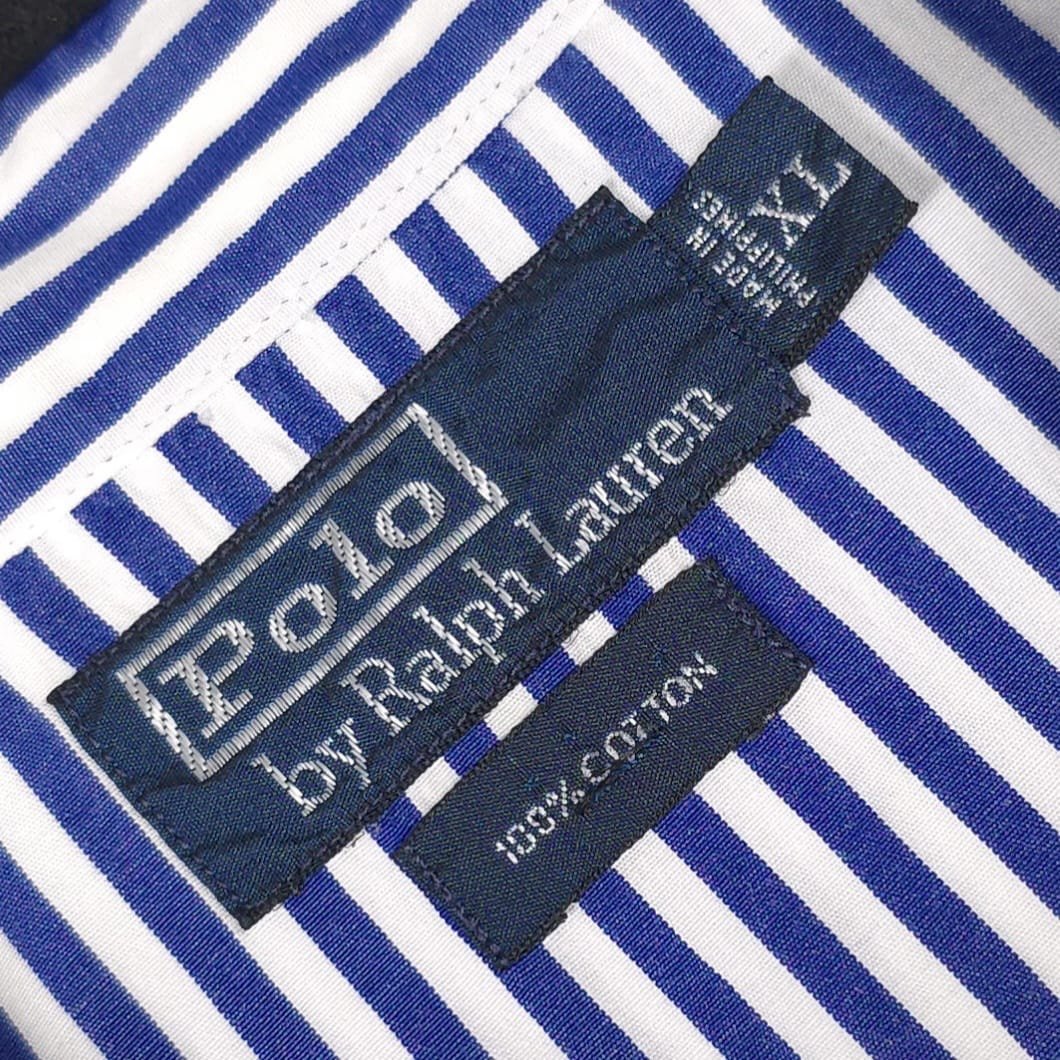 XL
MADE IN
PHILIPPINES
Polo
by Ralph Lauren
100% COTTON